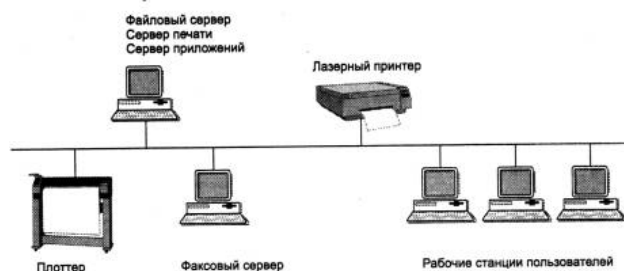 Файловый сервер
Сервер печати
Сервер приложений
Лазерный принтер
Плоттер
Факсовый сервер
Рабочие станции пользователей